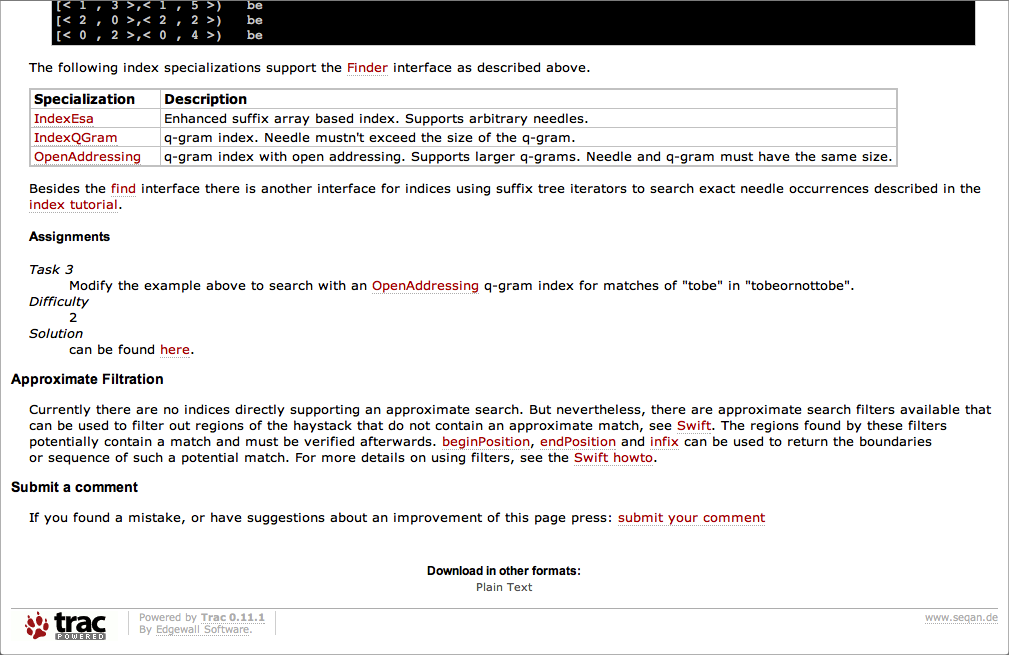 [< 1 , 3 >,< 1 , 5 >) be
[< 2 , 0 >,< 2 , 2 >) be
[< 0 , 2 >,< 0 , 4 >) be
The following index specializations support the Finder interface as described above.
Specialization Description
IndexEsa Enhanced suffix array based index. Supports arbitrary needles.
IndexQGram q-gram index. Needle mustn't exceed the size of the q-gram.
OpenAddressing q-gram index with open addressing. Supports larger q-grams. Needle and q-gram must have the same size.
Besides the find interface there is another interface for indices using suffix tree iterators to search exact needle occurrences described in the
index tutorial.
Assignments
Task 3
Modify the example above to search with an OpenAddressing q-gram index for matches of "tobe" in "tobeornottobe".
Difficulty
2
Solution
can be found here.
Approximate Filtration
Currently there are no indices directly supporting an approximate search. But nevertheless, there are approximate search filters available that
can be used to filter out regions of the haystack that do not contain an approximate match, see Swift. The regions found by these filters
potentially contain a match and must be verified afterwards. beginPosition, endPosition and infix can be used to return the boundaries
or sequence of such a potential match. For more details on using filters, see the Swift howto.
Submit a comment
If you found a mistake, or have suggestions about an improvement of this page press: submit your comment
Download in other formats:
Plain Text
trac
POWERED
Powered by Trac 0.11.1
By Edgewall Software.
www.seqan.de